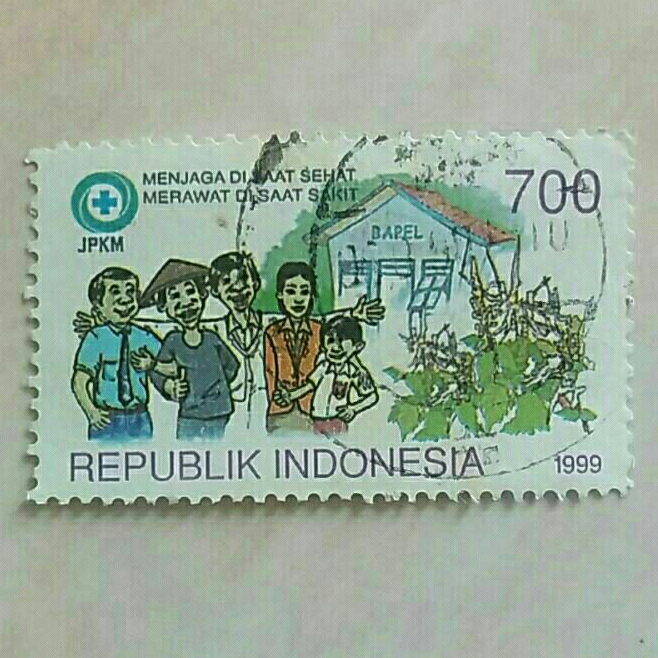 MENJAGA DI SAAT SEHAT
MERAWAT DI SAAT SAKIT
700
JPKM
BAPEL
REPUBLIK INDONESIA
1999